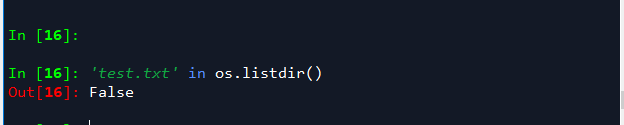 In [16]:
In [16]: 'test.txt' in os.listdir()
Out[16]: False